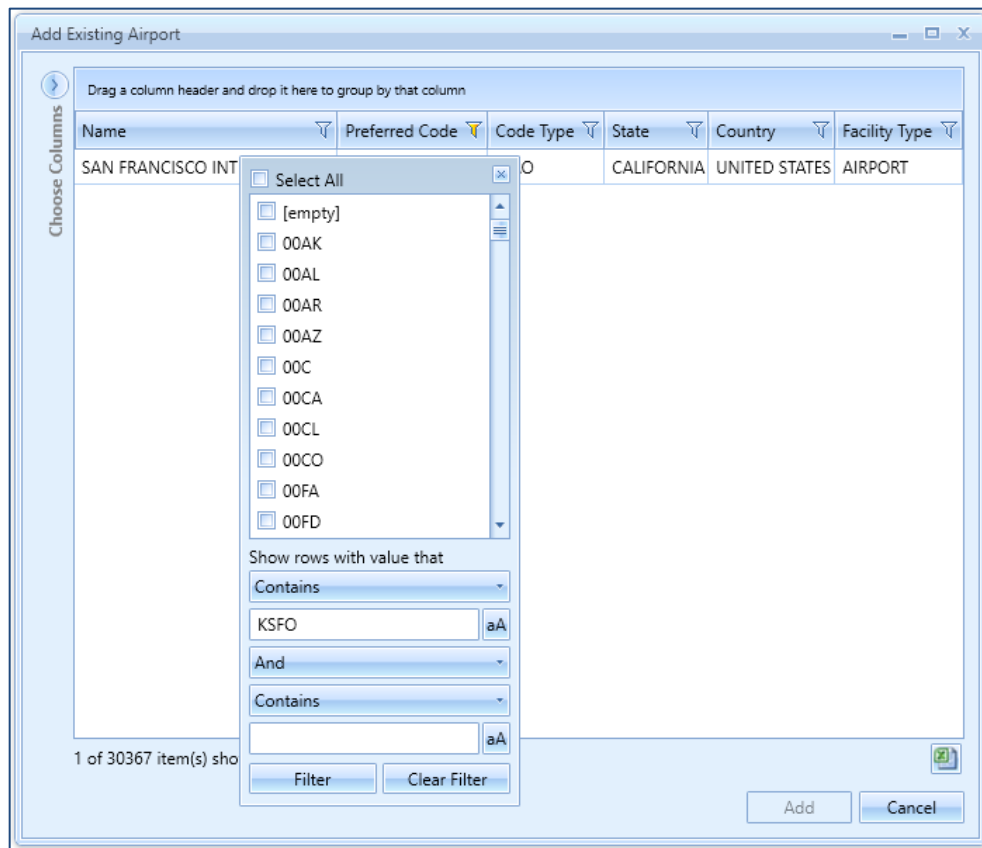 Add Existing Airport
Choose Columns
Drag a column header and drop it here to group by that column
Name Preferred Code Code Type State Country Facility Type
SAN FRANCISCO INT CALIFORNIA UNITED STATES AIRPORT
Select All
[empty]
00AK
00AL
00AR
00AZ
00C
00CA
00CL
00CO
00FA
00FD
Show rows with value that
Contains
KSFO aA
And
Contains
aA
Filter Clear Filter
1 of 30367 item(s) sho
Add Cancel